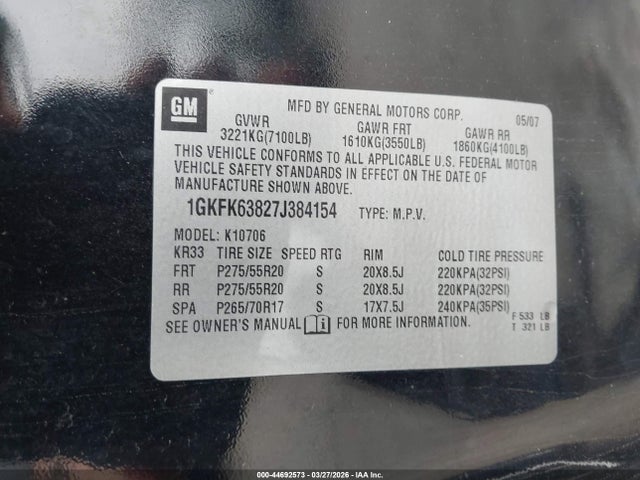 GM
MFD BY GENERAL MOTORS CORP. 05/07
GVWR GAWR FRT GAWR RR
3221KG(7100LB) 1610KG(3550LB) 1860KG(4100LB)
THIS VEHICLE CONFORMS TO ALL APPLICABLE U.S. FEDERAL MOTOR
VEHICLE SAFETY STANDARDS IN EFFECT ON THE DATE OF
MANUFACTURE SHOWN ABOVE.
1GKFK63827J384154 TYPE: M.P.V.
MODEL: K10706
KR33 TIRE SIZE SPEED RTG RIM COLD TIRE PRESSURE
FRT P275/55R20 S 20X8.5J 220KPA(32PSI)
RR P275/55R20 S 20X8.5J 220KPA(32PSI)
SPA P265/70R17 S 17X7.5J 240KPA(35PSI)
SEE OWNER'S MANUAL i FOR MORE INFORMATION.
F 533 LB
T 321 LB
000-44692573 — 03/27/2026 — IAA Inc.